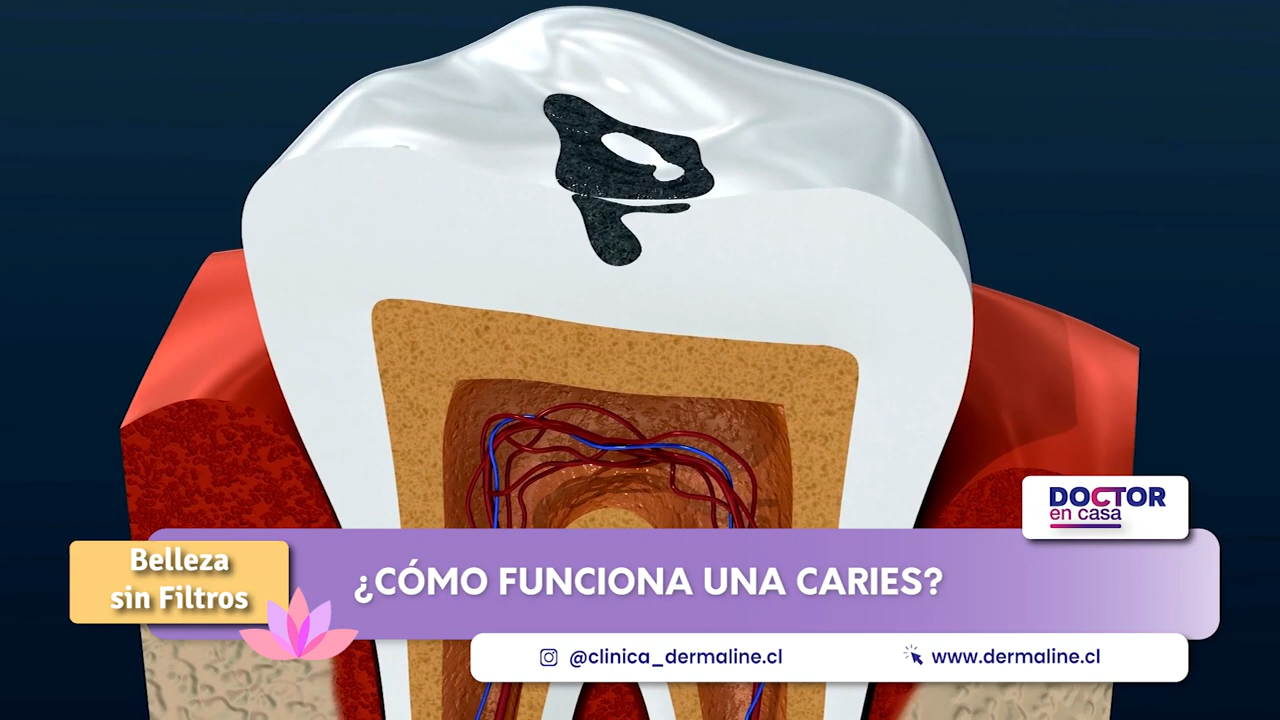 DOCTOR
en casa
Belleza
sin Filtros
¿CÓMO FUNCIONA UNA CARIES?
@clinica_dermaline.cl
www.dermaline.cl